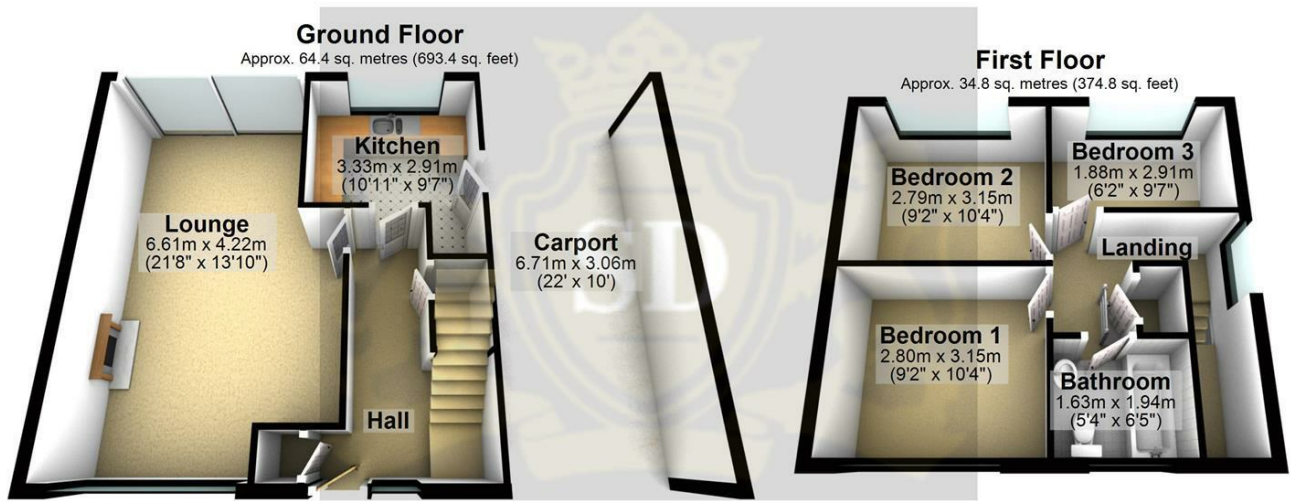 Ground Floor
Approx. 64.4 sq. metres (693.4 sq. feet)
Kitchen
3.33m x 2.91m
(10'11" x 9'7")
Lounge
6.61m x 4.22m
(21'8" x 13'10")
Carport
6.71m x 3.06m
(22' x 10')
Hall
SD
First Floor
Approx. 34.8 sq. metres (374.8 sq. feet)
Bedroom 2
2.79m x 3.15m
(9'2" x 10'4")
Bedroom 3
1.88m x 2.91m
(6'2" x 9'7")
Landing
Bedroom 1
2.80m x 3.15m
(9'2" x 10'4")
Bathroom
1.63m x 1.94m
(5'4" x 6'5")